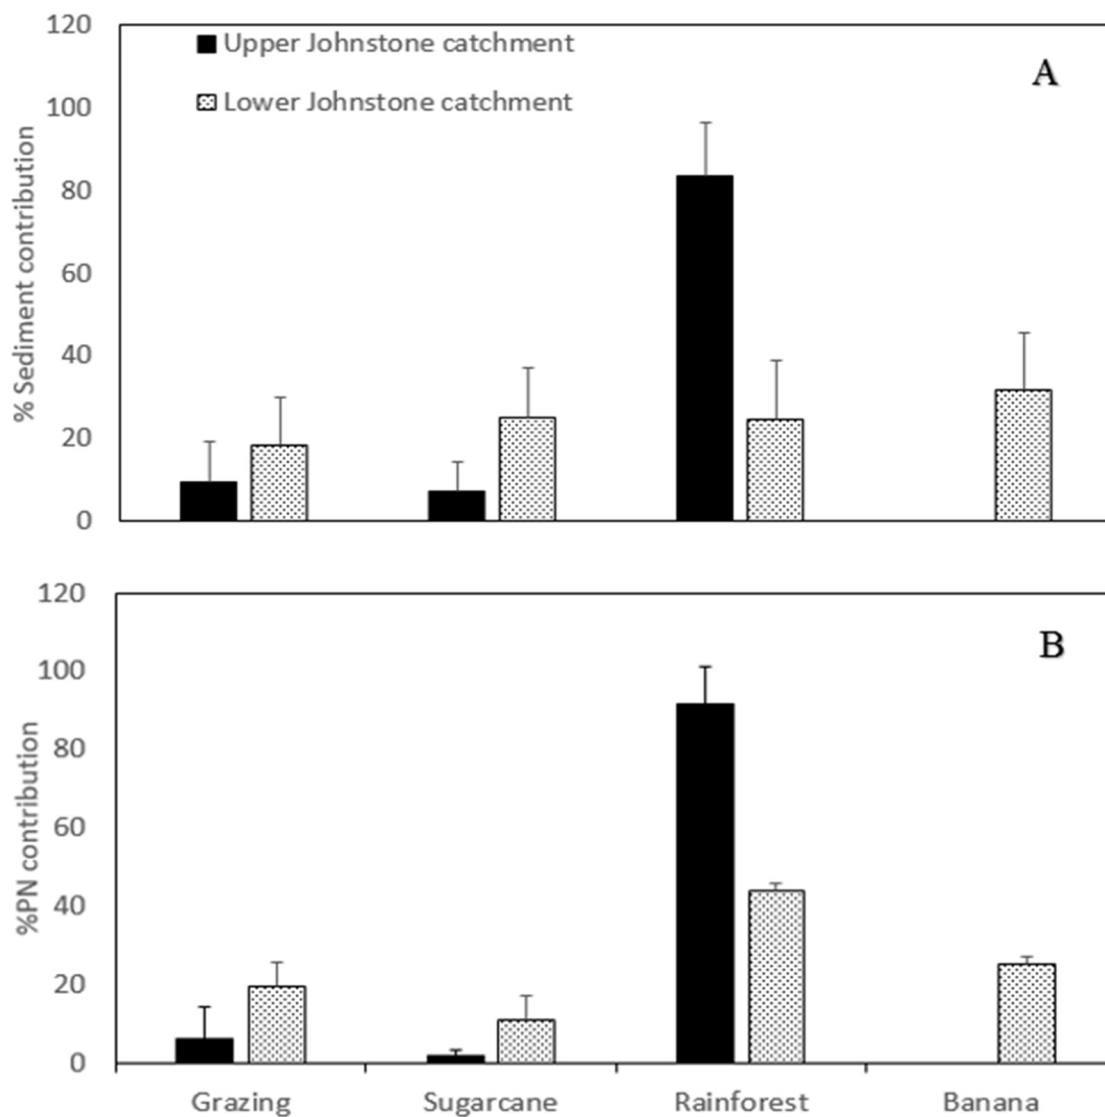 120
Upper Johnstone catchment
A
Lower Johnstone catchment
100
80
60
40
20
0
% Sediment contribution
120
B
100
80
60
40
20
0
%PN contribution
Grazing Sugarcane Rainforest Banana